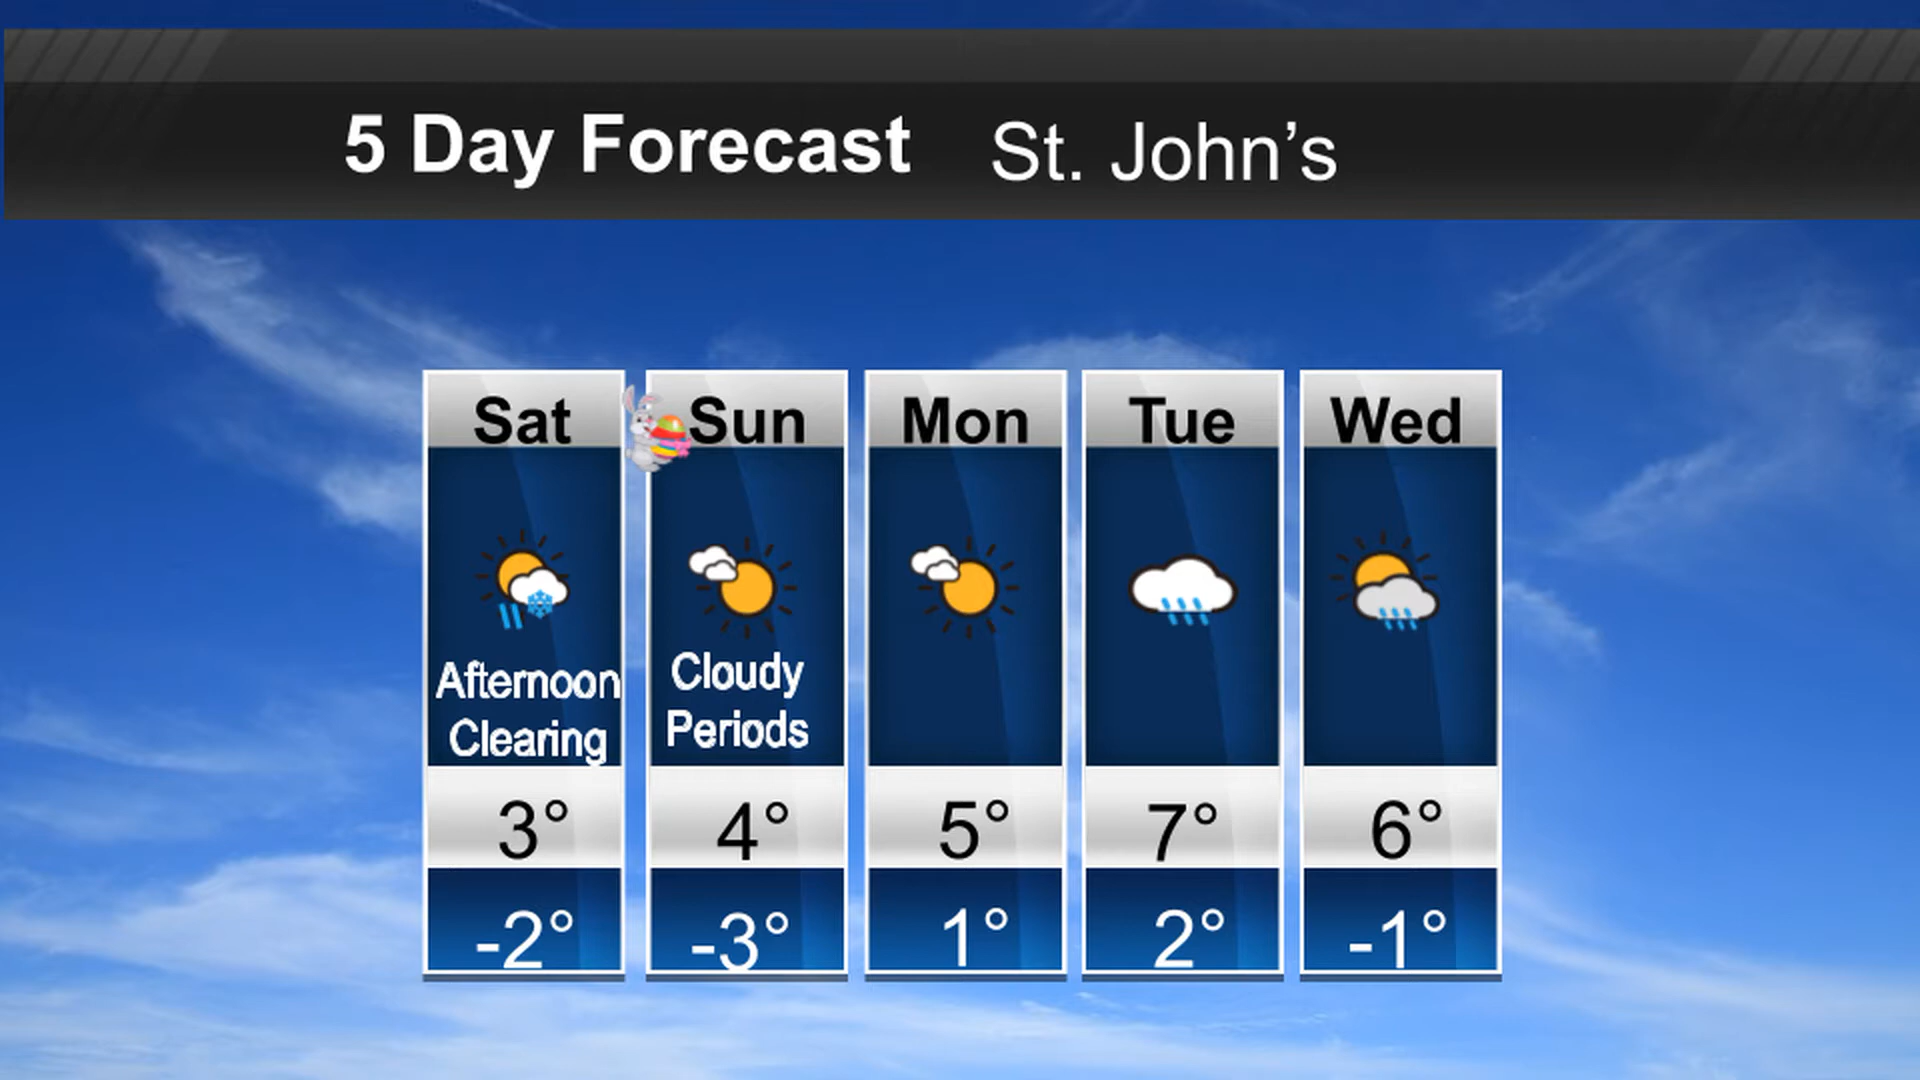 5 Day Forecast St. John’s
Sat Sun Mon Tue Wed
Afternoon
Clearing
Cloudy
Periods
3° 4° 5° 7° 6°
-2° -3° 1° 2° -1°